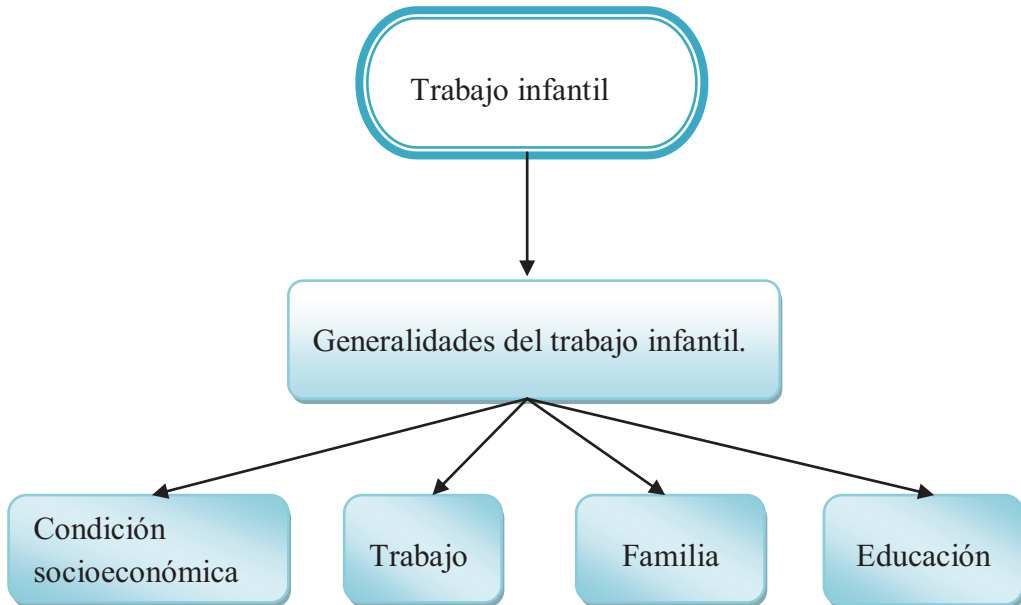 Trabajo infantil
Generalidades del trabajo infantil.
Condición
socioeconómica
Trabajo
Familia
Educación